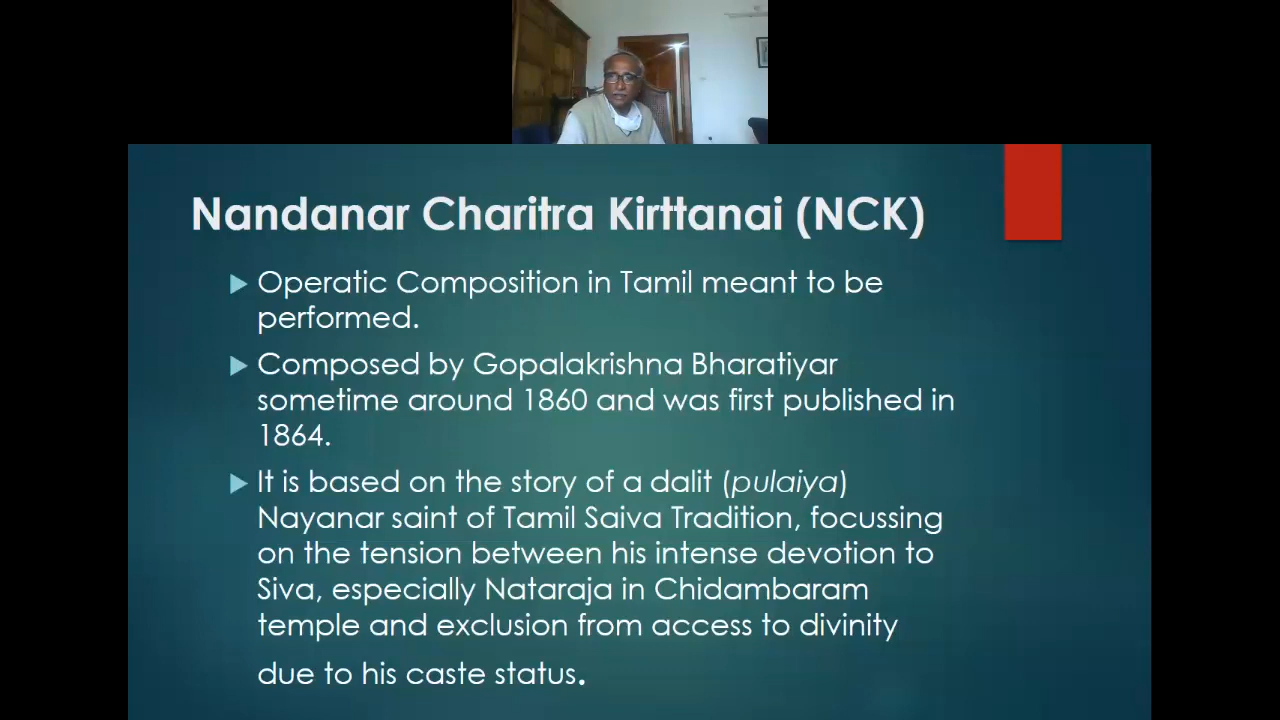 Nandanar Charitra Kirttanai (NCK)
Operatic Composition in Tamil meant to be
performed.
Composed by Gopalakrishna Bharatiyar
sometime around 1860 and was first published in
1864.
It is based on the story of a dalit (pulaiya)
Nayanar saint of Tamil Saiva Tradition, focussing
on the tension between his intense devotion to
Siva, especially Nataraja in Chidambaram
temple and exclusion from access to divinity
due to his caste status.